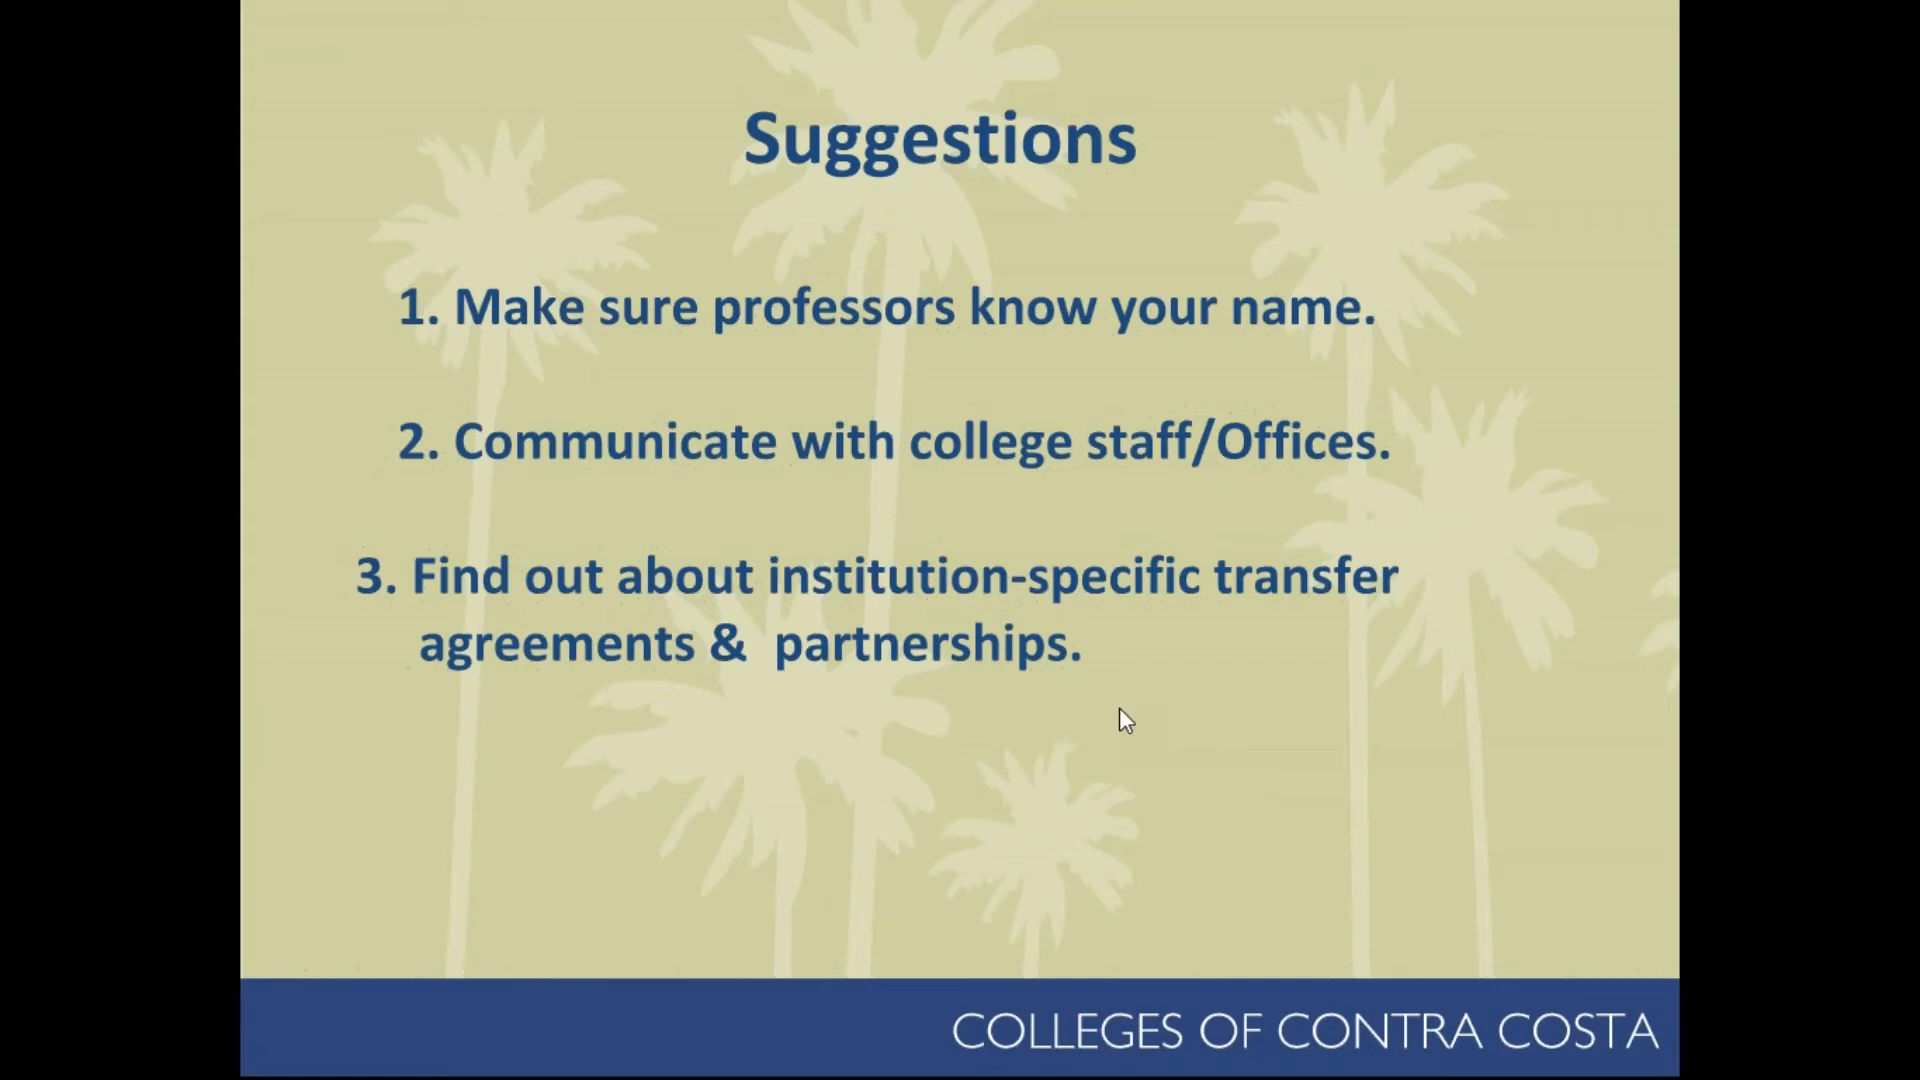 Suggestions
1. Make sure professors know your name.
2. Communicate with college staff/Offices.
3. Find out about institution-specific transfer
agreements &  partnerships.
COLLEGES OF CONTRA COSTA